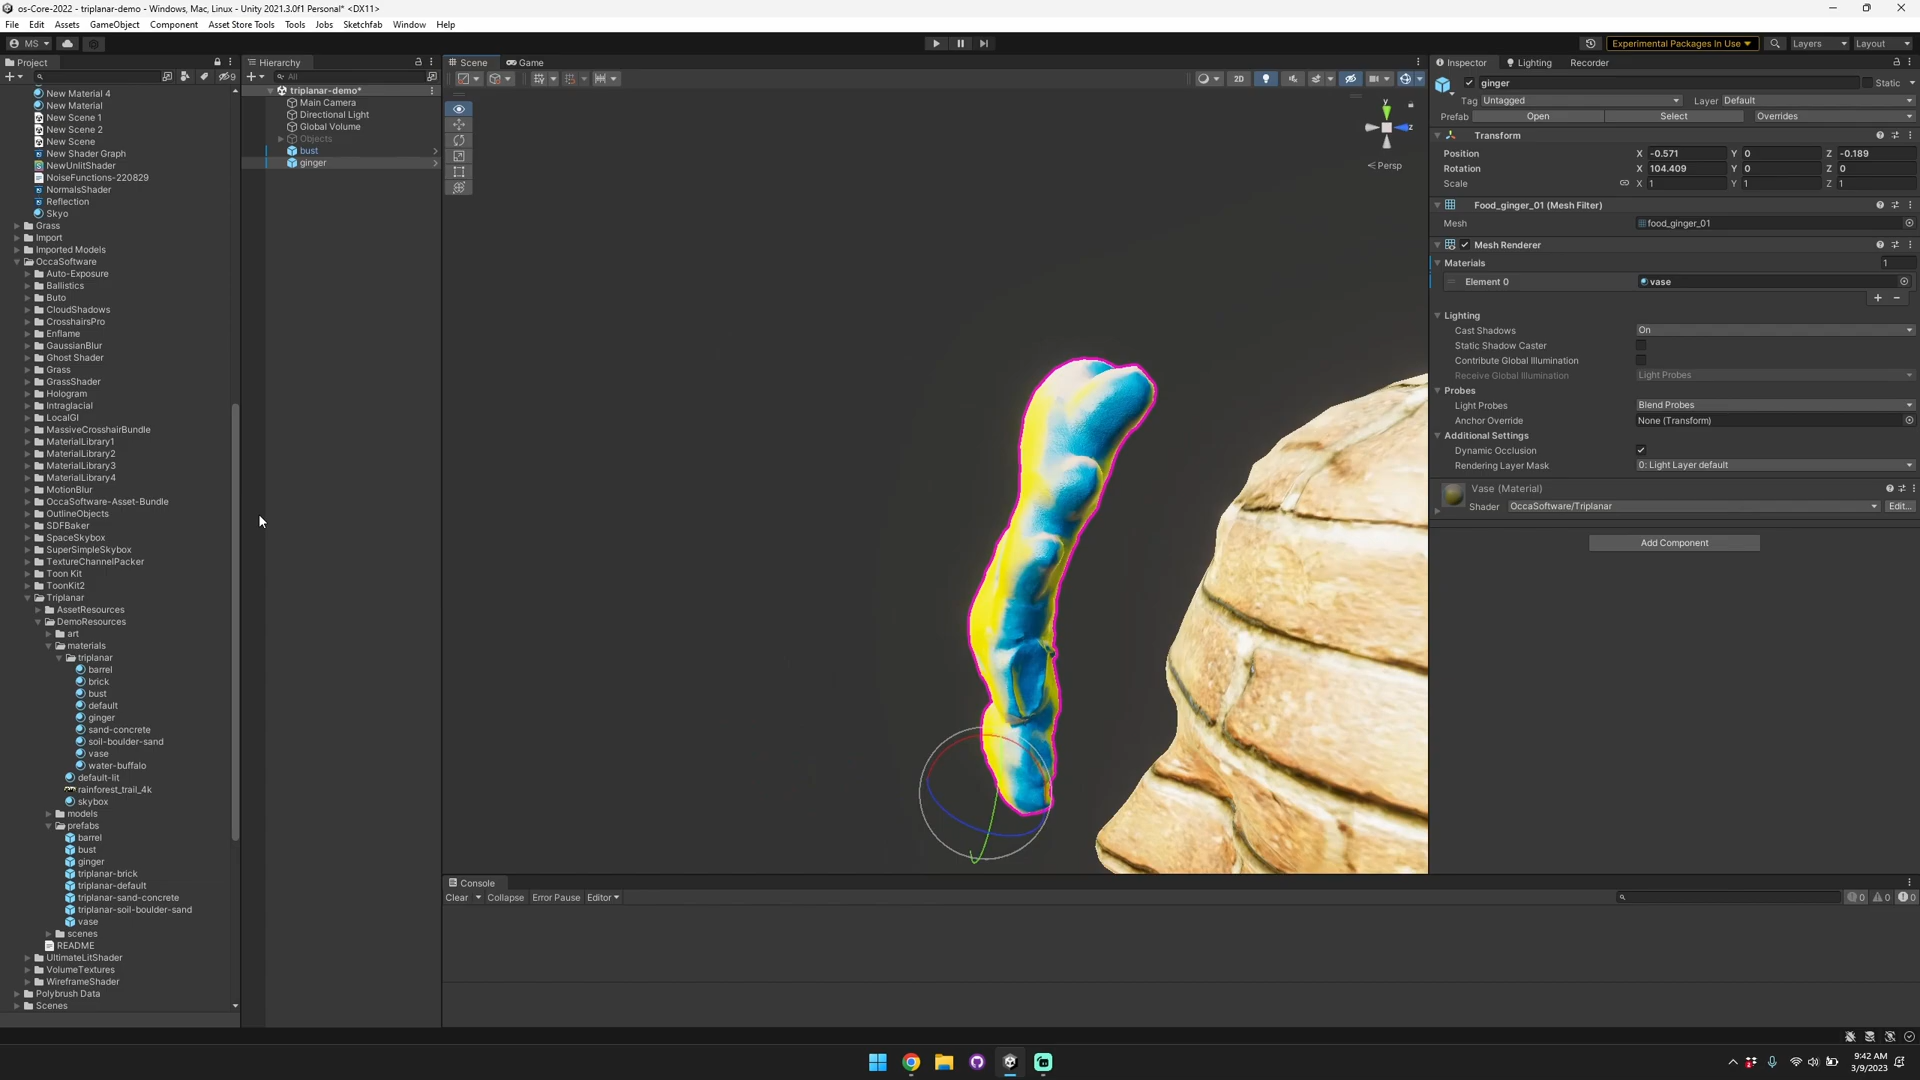 os-Core-2022 - triplanar-demo - Windows, Mac, Linux - Unity 2021.3.0f1 Personal* <DX11>
File Edit Assets GameObject Component Asset Store Tools Tools Jobs Sketchfab Window Help
MS
Experimental Packages In Use
Layers
Layout
Project
9
New Material 4
New Material
New Scene 1
New Scene 2
New Scene
New Shader Graph
NewUnlitShader
NoiseFunctions-220829
NormalsShader
Reflection
Skyo
Grass
Import
Imported Models
OccaSoftware
Auto-Exposure
Ballistics
Buto
CloudShadows
CrosshairsPro
Enflame
GaussianBlur
Ghost Shader
Grass
GrassShader
Hologram
Intraglacial
LocalGI
MassiveCrosshairBundle
MaterialLibrary1
MaterialLibrary2
MaterialLibrary3
MaterialLibrary4
MotionBlur
OccaSoftware-Asset-Bundle
OutlineObjects
SDFBaker
SpaceSkybox
SuperSimpleSkybox
TextureChannelPacker
Toon Kit
ToonKit2
Triplanar
AssetResources
DemoResources
art
materials
triplanar
barrel
brick
bust
default
ginger
sand-concrete
soil-boulder-sand
vase
water-buffalo
default-lit
rainforest_trail_4k
skybox
models
prefabs
barrel
bust
ginger
triplanar-brick
triplanar-default
triplanar-sand-concrete
triplanar-soil-boulder-sand
vase
scenes
README
UltimateLitShader
VolumeTextures
WireframeShader
Polybrush Data
Scenes
Hierarchy
All
triplanar-demo*
Main Camera
Directional Light
Global Volume
Objects
bust
ginger
Scene Game
2D
y
z
< Persp
Console
Clear Collapse Error Pause Editor
0 0 0
Inspector Lighting Recorder
ginger Static
Tag Untagged Layer Default
Prefab Open Select Overrides
Transform
Position X -0.571 Y 0 Z -0.189
Rotation X 104.409 Y 0 Z 0
Scale X 1 Y 1 Z 1
Food_ginger_01 (Mesh Filter)
Mesh food_ginger_01
Mesh Renderer
Materials 1
Element 0 vase
Lighting
Cast Shadows On
Static Shadow Caster
Contribute Global Illumination
Receive Global Illumination Light Probes
Probes
Light Probes Blend Probes
Anchor Override None (Transform)
Additional Settings
Dynamic Occlusion
Rendering Layer Mask 0: Light Layer default
Vase (Material)
Shader OccaSoftware/Triplanar Edit...
Add Component
9:42 AM
3/9/2023